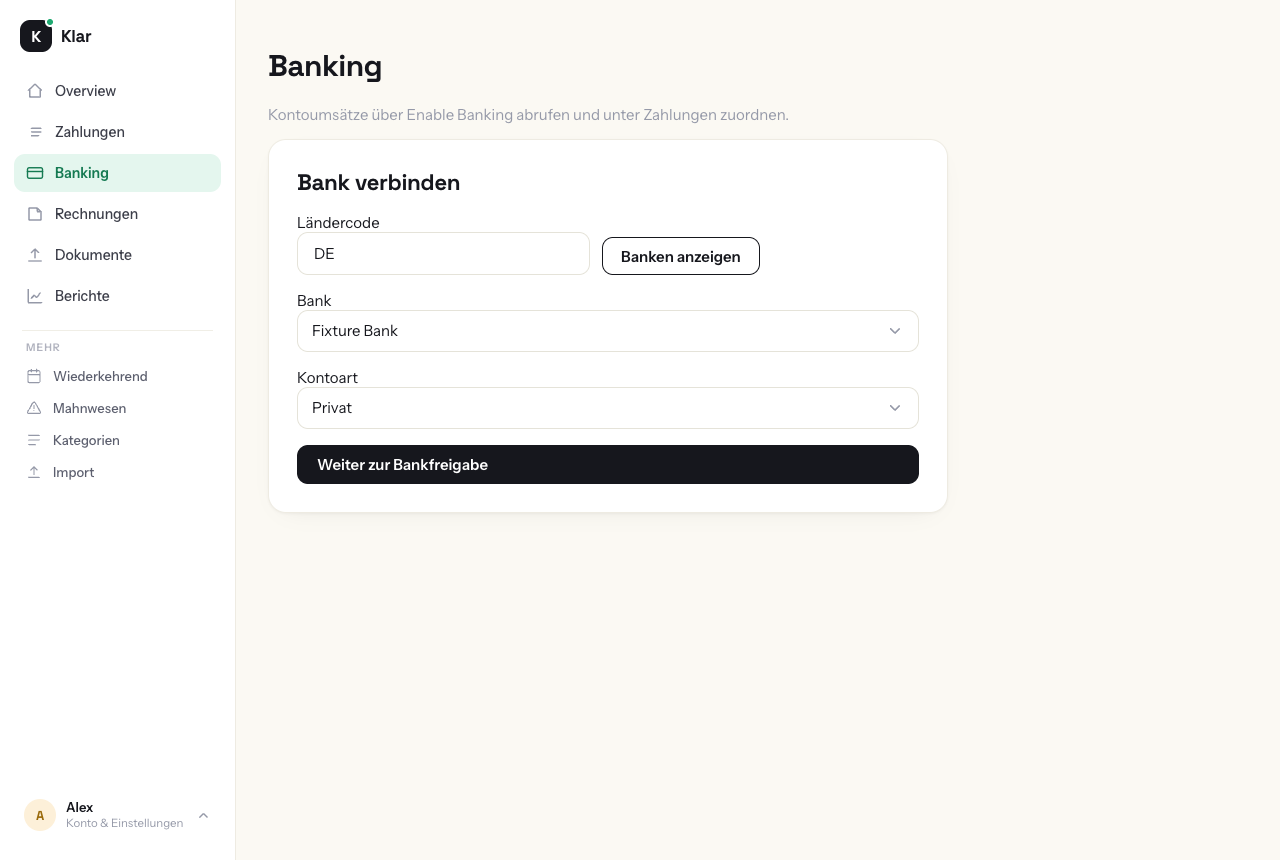 K Klar
Overview
Zahlungen
Banking
Rechnungen
Dokumente
Berichte
MEHR
Wiederkehrend
Mahnwesen
Kategorien
Import
A Alex
Konto & Einstellungen
Banking
Kontoumsätze über Enable Banking abrufen und unter Zahlungen zuordnen.
Bank verbinden
Ländercode
DE Banken anzeigen
Bank
Fixture Bank
Kontoart
Privat
Weiter zur Bankfreigabe